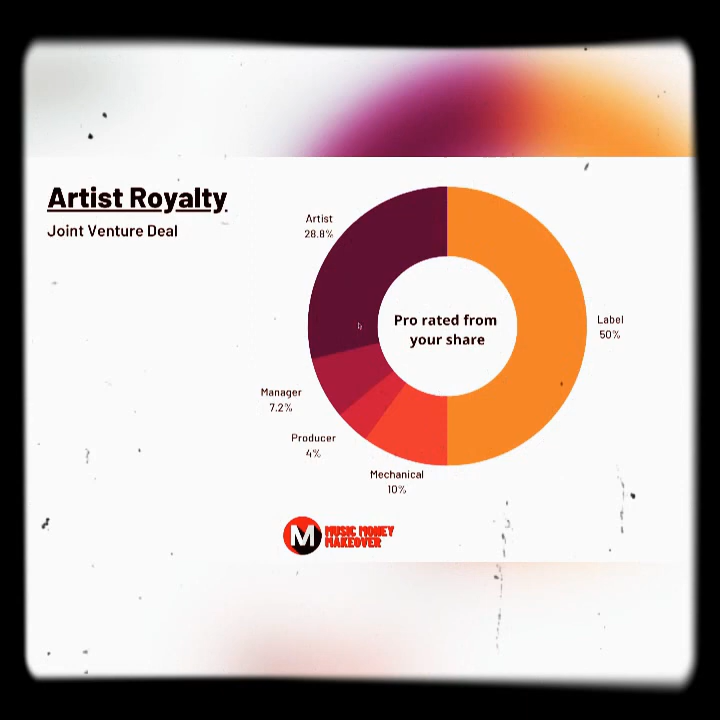 Artist Royalty
Joint Venture Deal
Artist
28.8%
Pro rated from
your share
Label
50%
Manager
7.2%
Producer
4%
Mechanical
10%
M
MUSIC MONEY
MAKEOVER